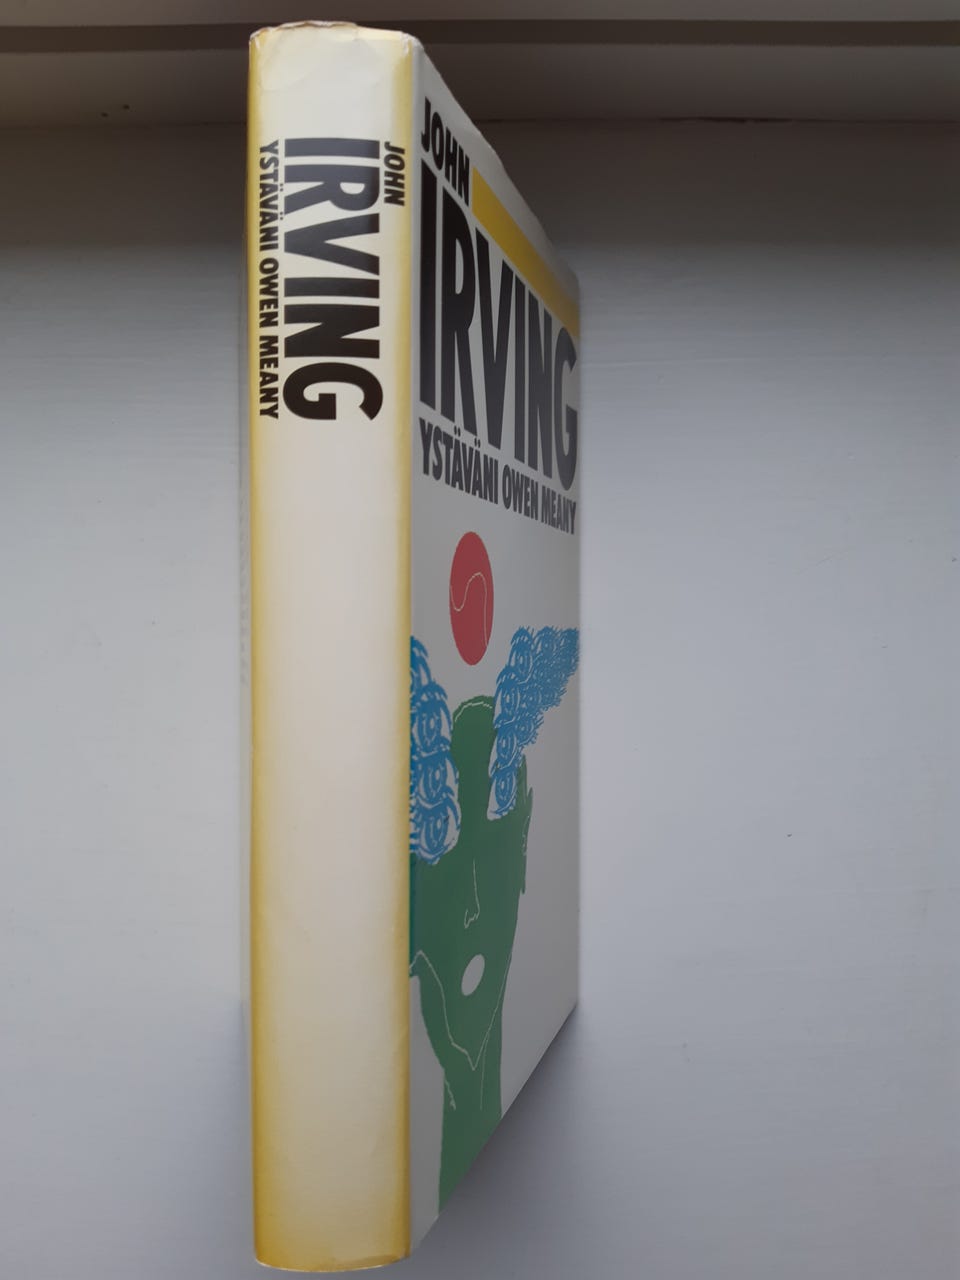 JOHN
IRVING
YSTÄVÄNI OWEN MEANY
JOHN
IRVING
YSTÄVÄNI OWEN MEANY